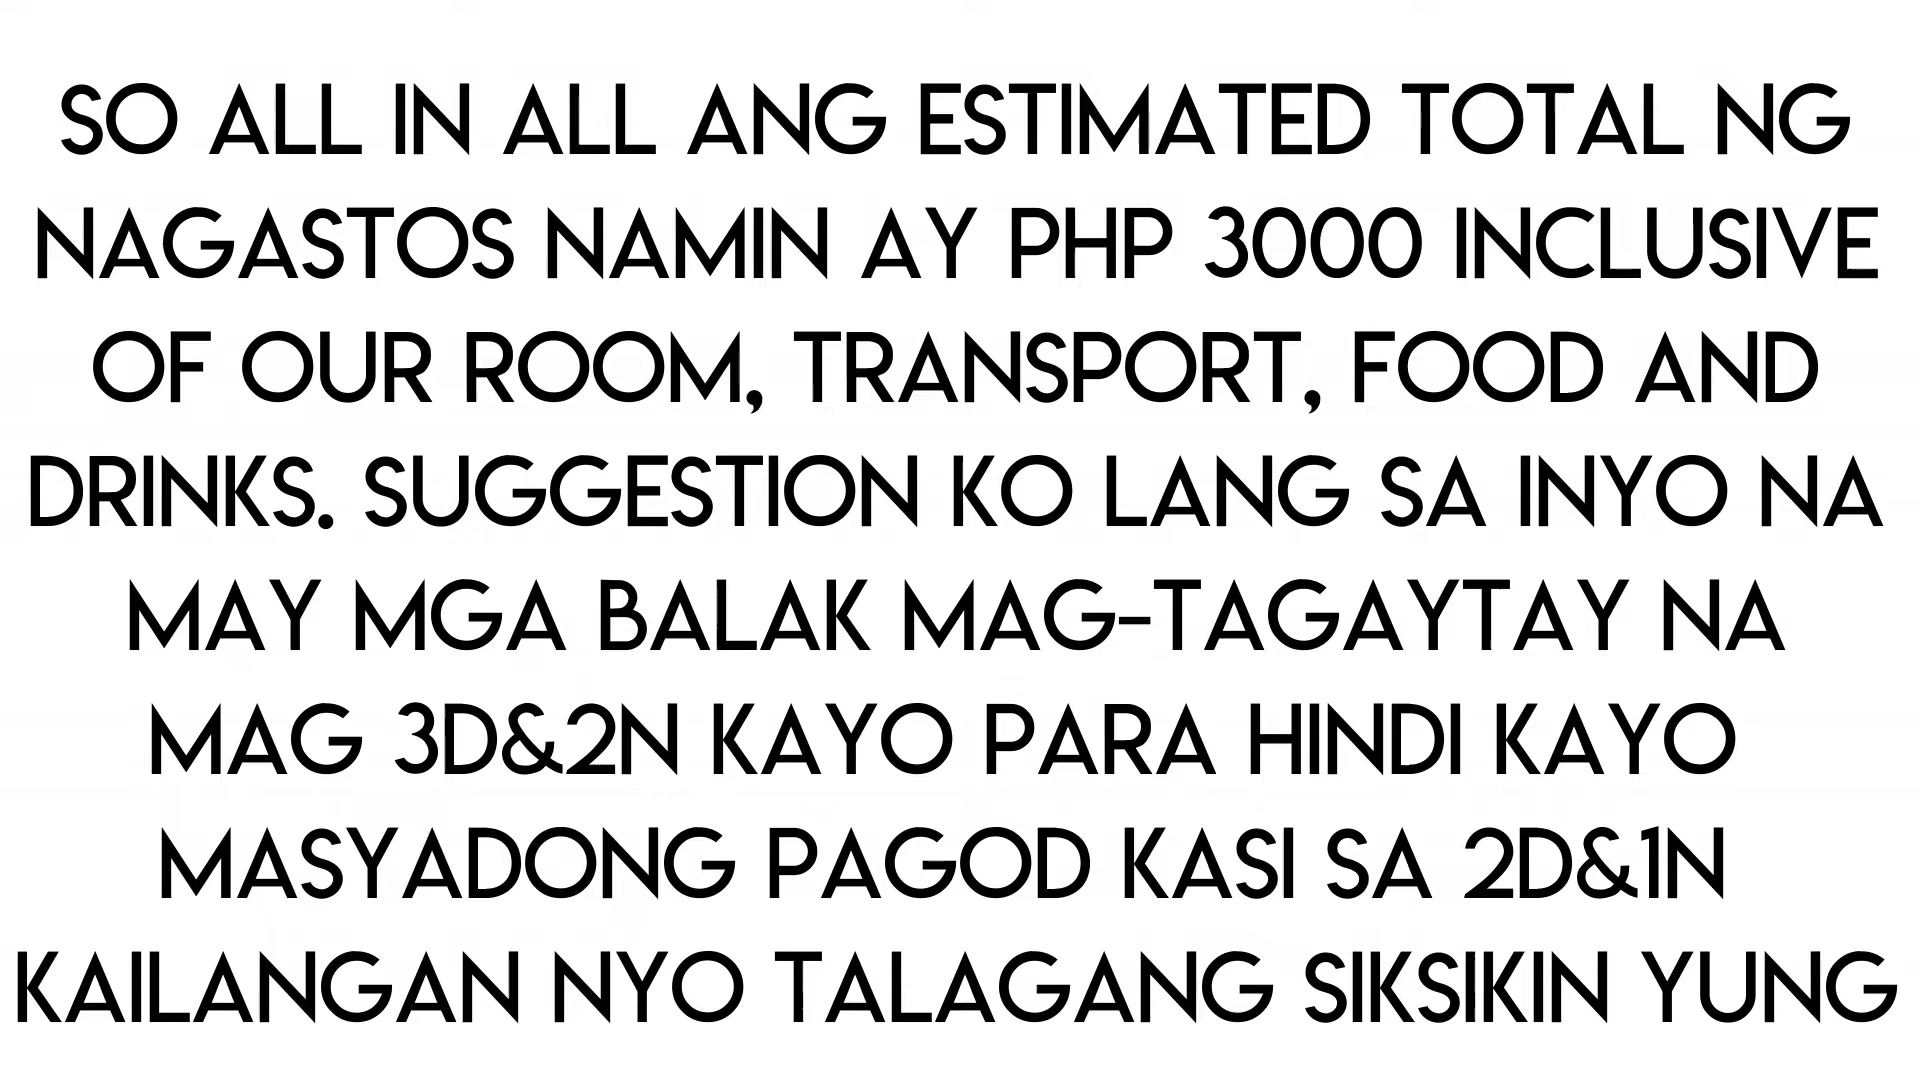 SO ALL IN ALL ANG ESTIMATED TOTAL NG
NAGASTOS NAMIN AY PHP 3000 INCLUSIVE
OF OUR ROOM, TRANSPORT, FOOD AND
DRINKS. SUGGESTION KO LANG SA INYO NA
MAY MGA BALAK MAG-TAGAYTAY NA
MAG 3D&2N KAYO PARA HINDI KAYO
MASYADONG PAGOD KASI SA 2D&1N
KAILANGAN NYO TALAGANG SIKSIKIN YUNG